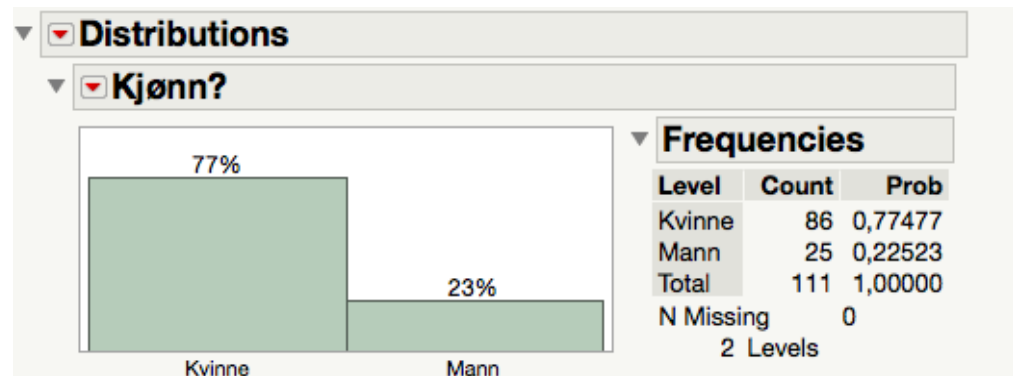 Distributions
Kjønn?
77%
23%
Kvinne
Mann
Frequencies
Level Count Prob
Kvinne 86 0,77477
Mann 25 0,22523
Total 111 1,00000
N Missing 0
2 Levels